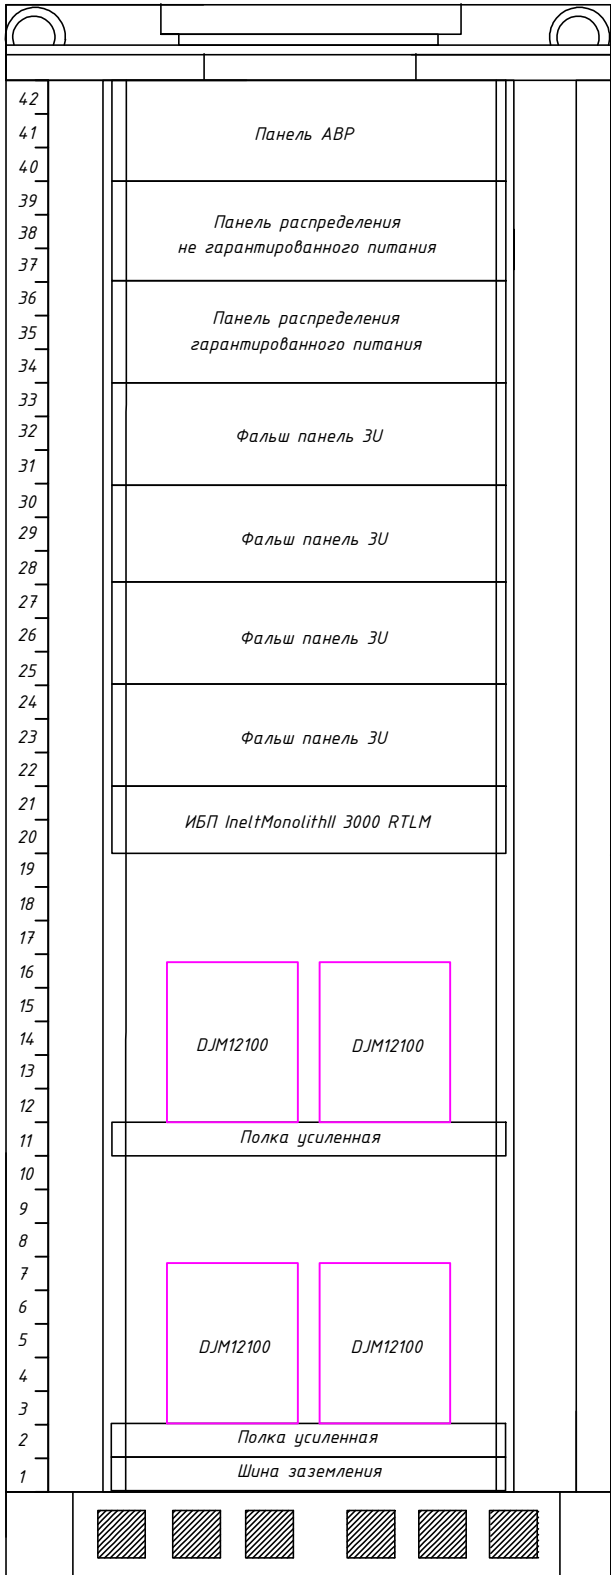 42
41
Панель АВР
40
39
38
Панель распределения
не гарантированного питания
37
36
35
Панель распределения
гарантированного питания
34
33
32
Фальш панель 3U
31
30
29
Фальш панель 3U
28
27
26
Фальш панель 3U
25
24
23
Фальш панель 3U
22
21
ИБП IneltMonolithII 3000 RTLM
20
19
18
17
16
15
14
DJM12100 DJM12100
13
12
11
Полка усиленная
10
9
8
7
6
5
DJM12100 DJM12100
4
3
2
Полка усиленная
1
Шина заземления